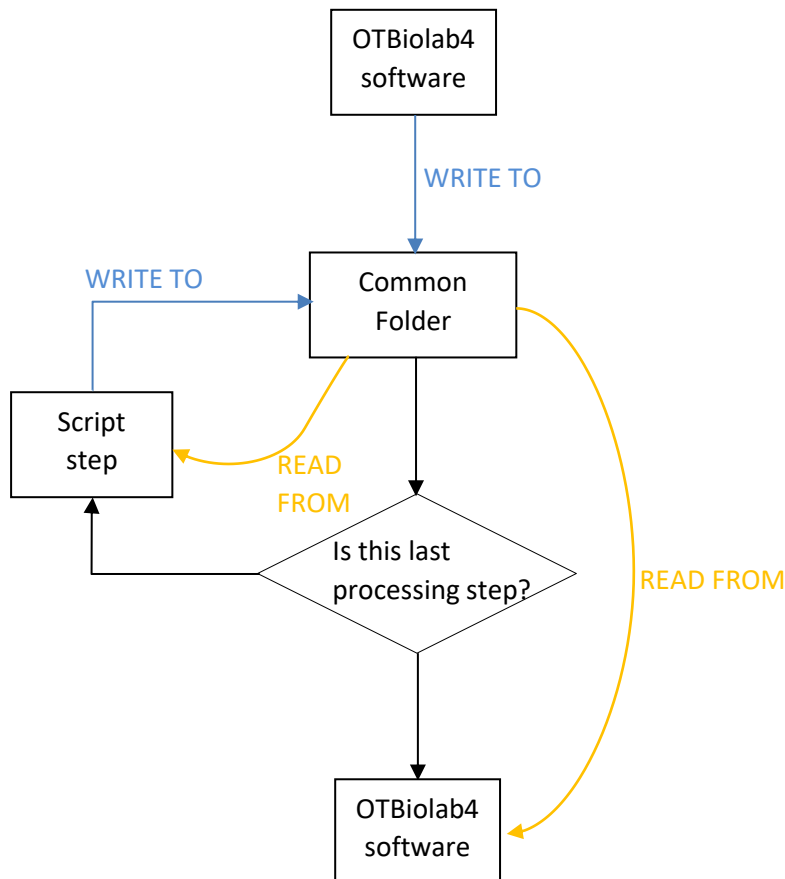 OTBiolab4
software
WRITE TO
WRITE TO
Common
Folder
Script
step
READ
FROM
Is this last
processing step?
READ FROM
OTBiolab4
software